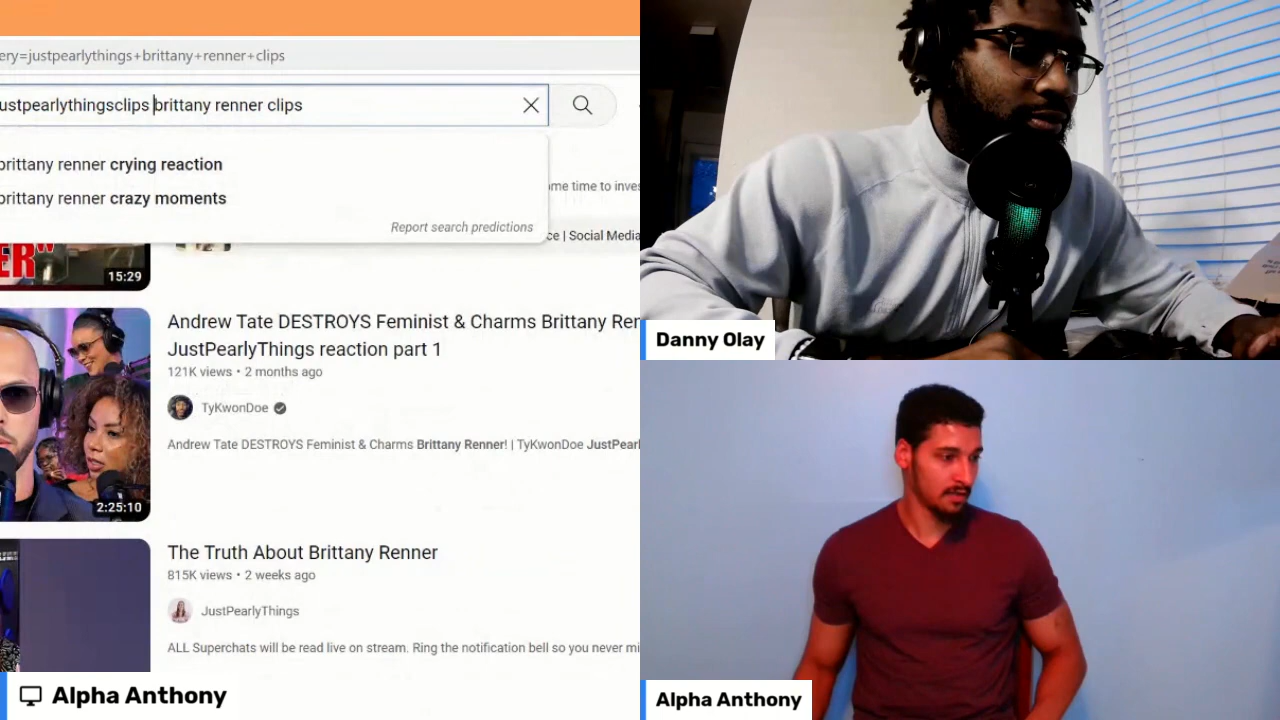 ery=justpearlythings+brittany+renner+clips
ustpearlythingsclips brittany renner clips
brittany renner crying reaction
brittany renner crazy moments
Report search predictions
ome time to inves
ce | Social Media
ER"
15:29
Andrew Tate DESTROYS Feminist & Charms Brittany Ren
JustPearlyThings reaction part 1
121K views • 2 months ago
TyKwonDoe
Andrew Tate DESTROYS Feminist & Charms Brittany Renner! | TyKwonDoe JustPearl
2:25:10
The Truth About Brittany Renner
815K views • 2 weeks ago
JustPearlyThings
ALL Superchats will be read live on stream. Ring the notification bell so you never mi
Alpha Anthony
Danny Olay
Alpha Anthony